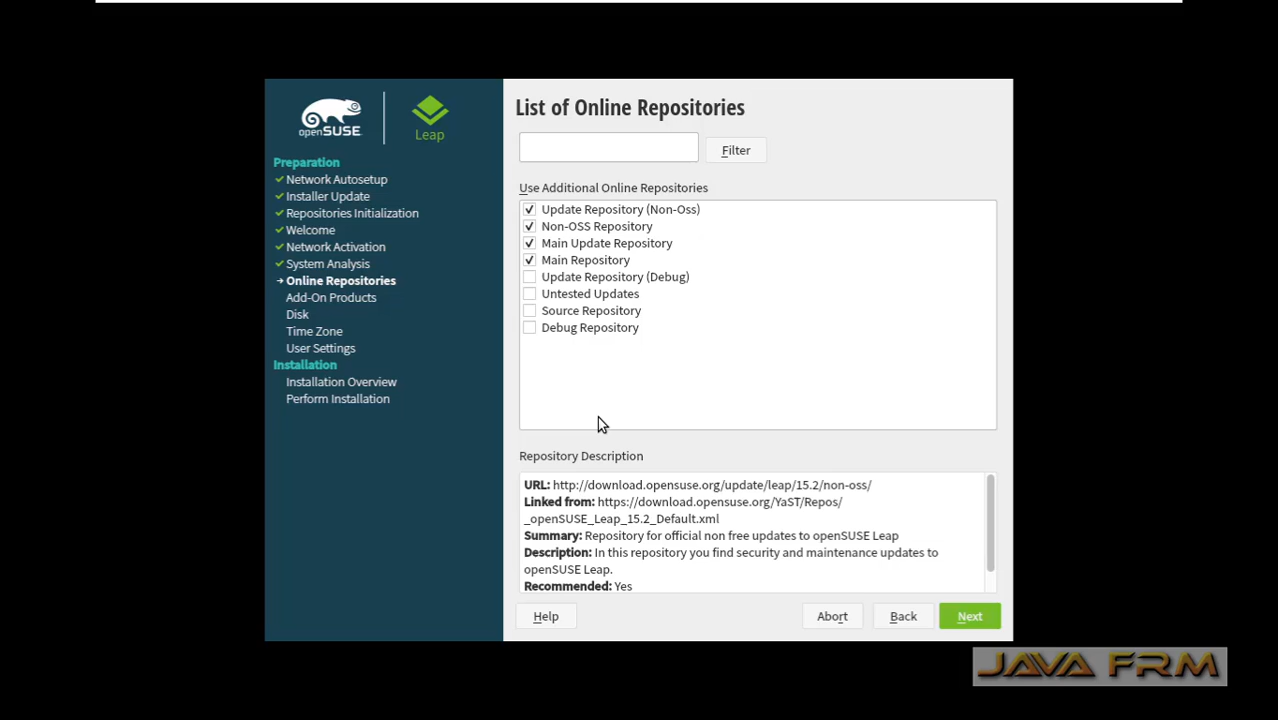 openSUSE
Leap
Preparation
Network Autosetup
Installer Update
Repositories Initialization
Welcome
Network Activation
System Analysis
Online Repositories
Add-On Products
Disk
Time Zone
User Settings
Installation
Installation Overview
Perform Installation
List of Online Repositories
Filter
Use Additional Online Repositories
Update Repository (Non-Oss)
Non-OSS Repository
Main Update Repository
Main Repository
Update Repository (Debug)
Untested Updates
Source Repository
Debug Repository
Repository Description
URL: http://download.opensuse.org/update/leap/15.2/non-oss/
Linked from: https://download.opensuse.org/YaST/Repos/
_openSUSE_Leap_15.2_Default.xml
Summary: Repository for official non free updates to openSUSE Leap
Description: In this repository you find security and maintenance updates to
openSUSE Leap.
Recommended: Yes
Help
Abort
Back
Next
JAVA FRM